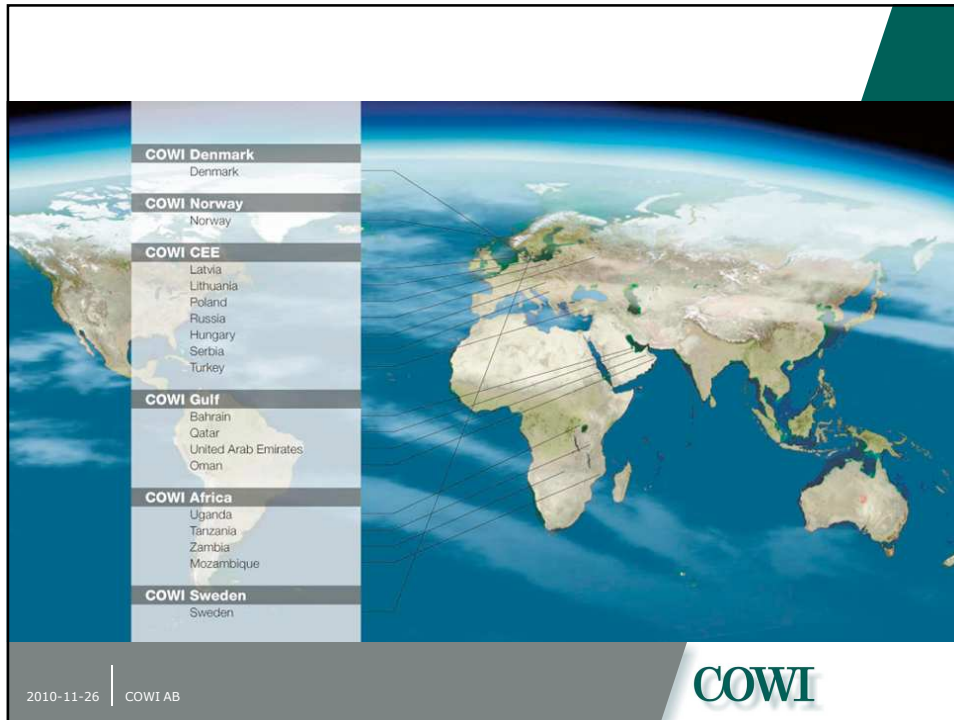 COWI Denmark
Denmark
COWI Norway
Norway
COWI CEE
Latvia
Lithuania
Poland
Russia
Hungary
Serbia
Turkey
COWI Gulf
Bahrain
Qatar
United Arab Emirates
Oman
COWI Africa
Uganda
Tanzania
Zambia
Mozambique
COWI Sweden
Sweden
2010-11-26 COWI AB
COWI